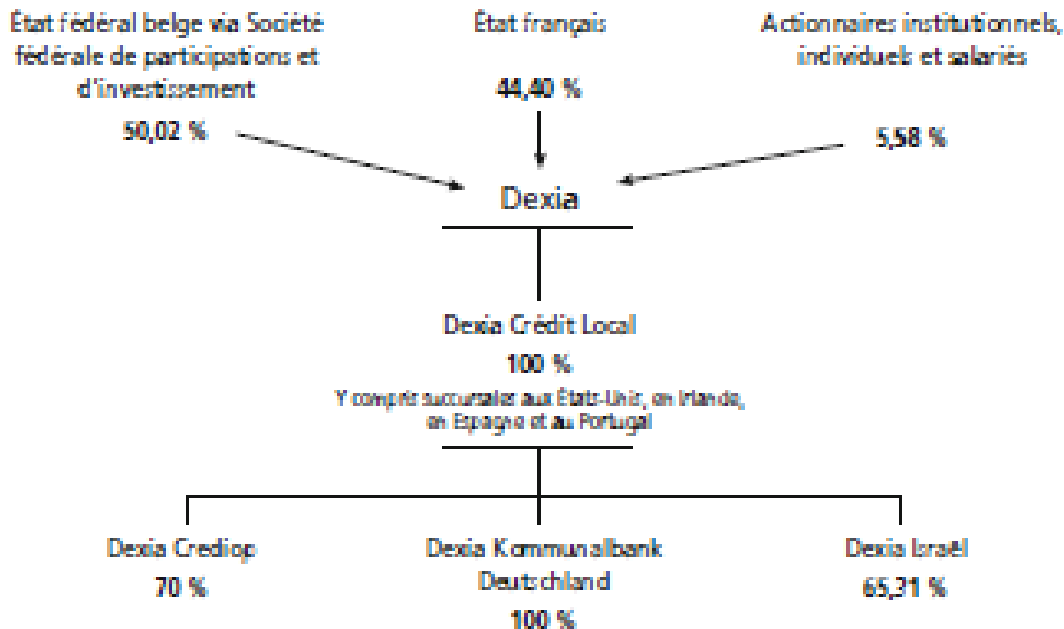 État fédéral belge via Société
fédérale de participations et
d'investissement
50,02 %
État français
44,40 %
Actionnaires institutionnels,
individuels et salariés
5,58 %
Dexia
Dexia Crédit Local
100 %
Y compris succursales aux États-Unis, en Irlande,
en Espagne et au Portugal
Dexia Crediop
70 %
Dexia Kommunalbank
Deutschland
100 %
Dexia Israël
65,31 %